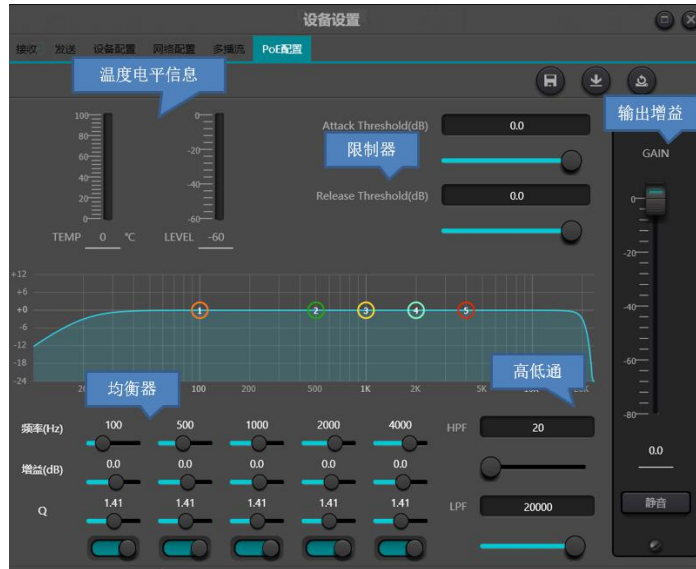 设备设置
接收 发送 设备配置 网络配置 多播流 PoE配置
温度电平信息
输出增益
100 80 60 40 20 0
TEMP 0 °C
0 -20 -40 -60
LEVEL -60
Attack Threshold(dB) 0.0
限制器
Release Threshold(dB) 0.0
GAIN
0
-20
-40
-60
-80
0.0
静音
+12
+6
+0
-6
-12
-18
-24
1 2 3 4 5
100 200 500 1K 2K 5K
均衡器
高低通
频率(Hz) 100 500 1000 2000 4000
增益(dB) 0.0 0.0 0.0 0.0 0.0
Q 1.41 1.41 1.41 1.41 1.41
HPF 20
LPF 20000